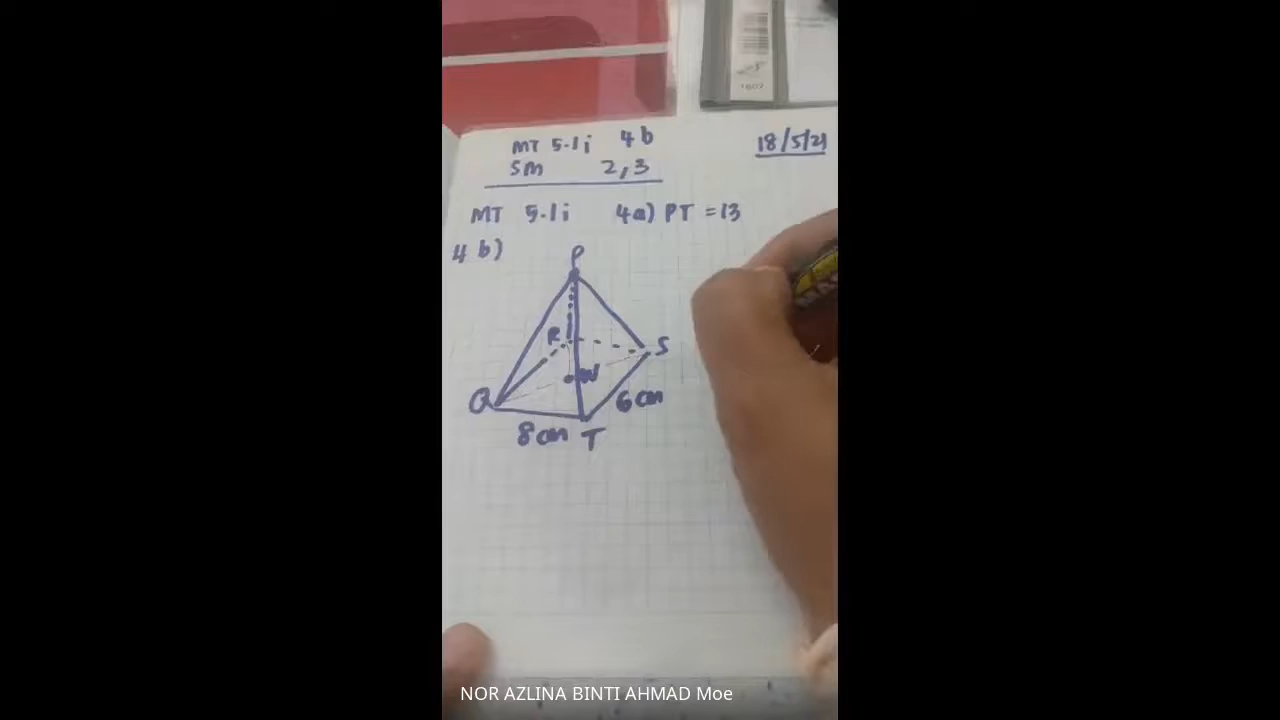 1602
MT 5.1i 4b
18/5/21
SM 2,3
MT 5.1i 4a) PT = 13
4 b)
P
R
S
W
Q
6 cm
8 cm T
NOR AZLINA BINTI AHMAD Moe